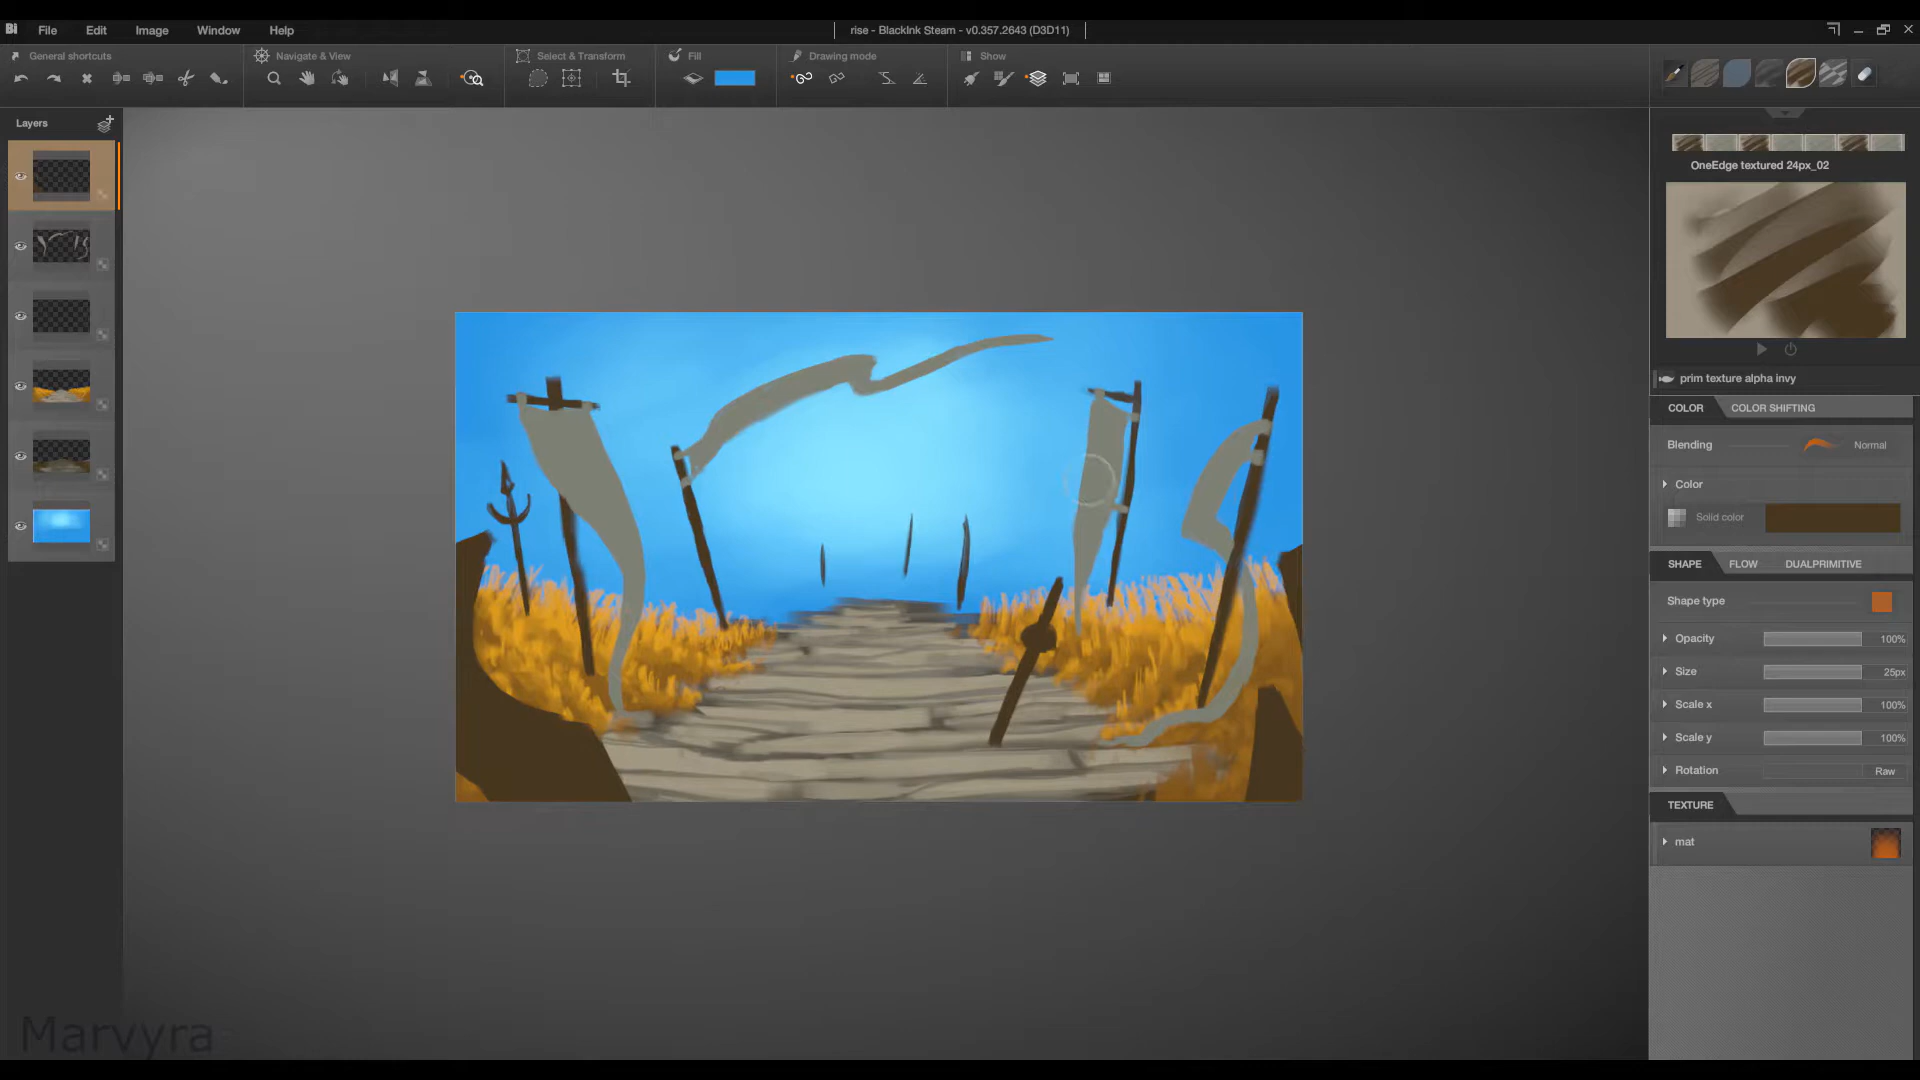 Bi File Edit Image Window Help rise - BlackInk Steam - v0.357.2643 (D3D11)
General shortcuts Navigate & View Select & Transform Fill Drawing mode Show
Layers
OneEdge textured 24px_02
prim texture alpha invy
COLOR COLOR SHIFTING
Blending Normal
Color
Solid color
SHAPE FLOW DUALPRIMITIVE
Shape type
Opacity 100%
Size 25px
Scale x 100%
Scale y 100%
Rotation Raw
TEXTURE
mat
Marvyra